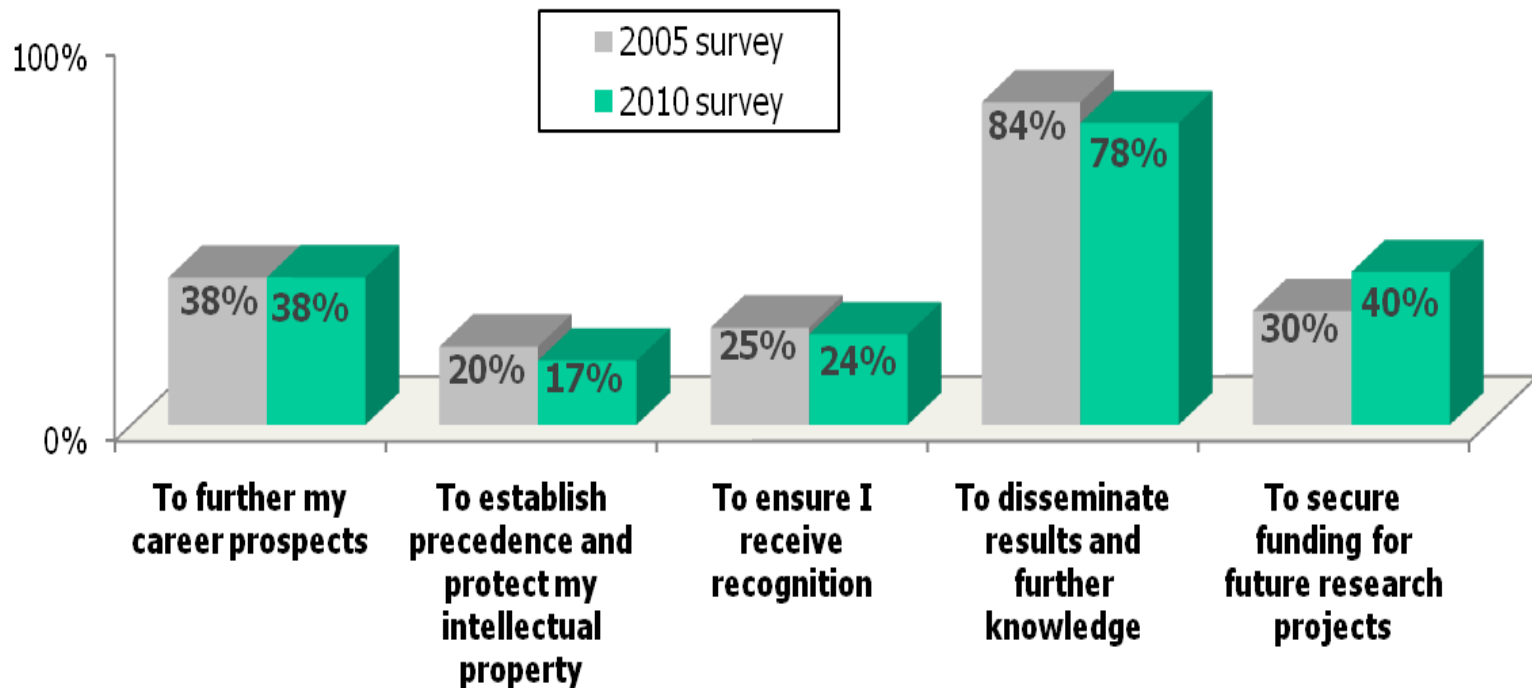 2005 survey
2010 survey
100%
0%
38%
38%
20%
17%
25%
24%
84%
78%
30%
40%
To further my
career prospects
To establish
precedence and
protect my
intellectual
property
To ensure I
receive
recognition
To disseminate
results and
further
knowledge
To secure
funding for
future research
projects